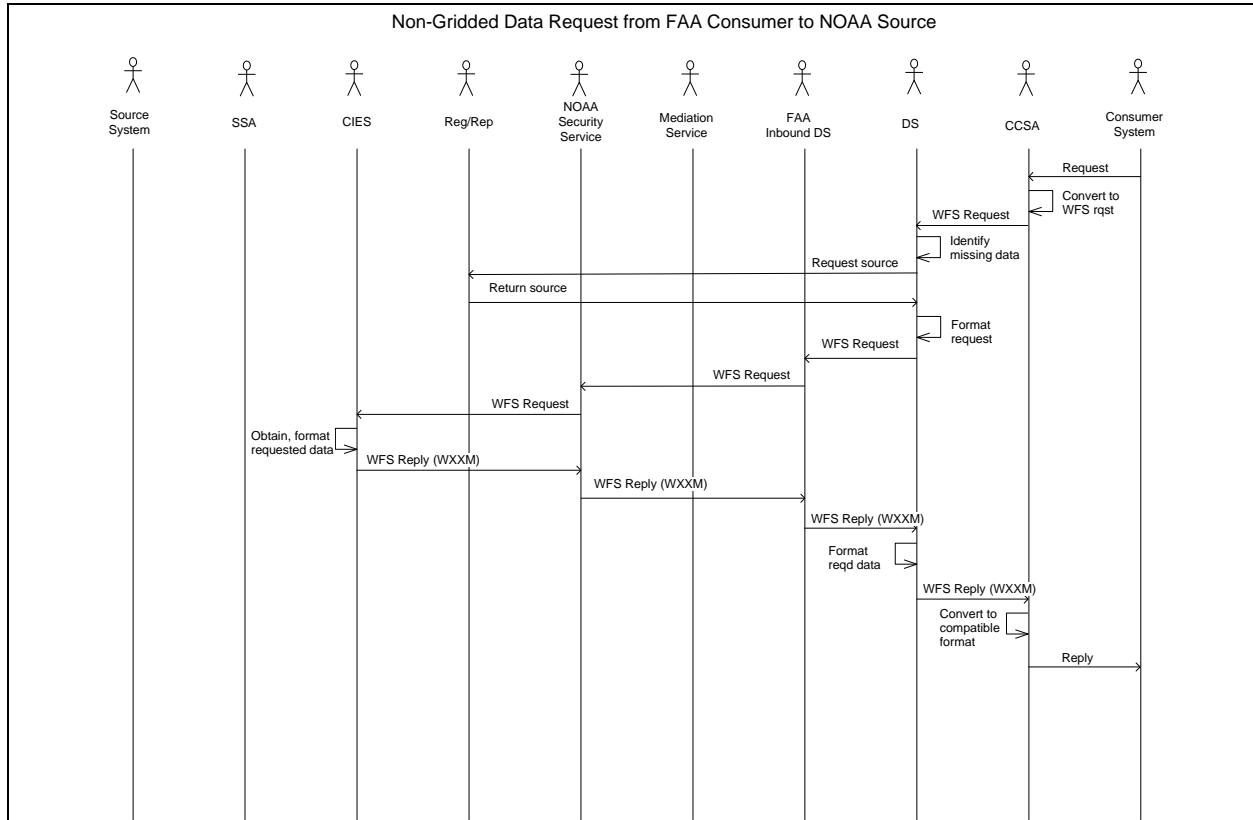 Non-Gridded Data Request from FAA Consumer to NOAA Source
Source
System
SSA
CIES
Reg/Rep
NOAA
Security
Service
Mediation
Service
FAA
Inbound DS
DS
CCSA
Consumer
System
Request
Convert to
WFS rqst
WFS Request
Identify
missing data
Request source
Return source
Format
request
WFS Request
WFS Request
WFS Request
Obtain, format
requested data
WFS Reply (WXXM)
WFS Reply (WXXM)
WFS Reply (WXXM)
Format
reqd data
WFS Reply (WXXM)
Convert to
compatible
format
Reply